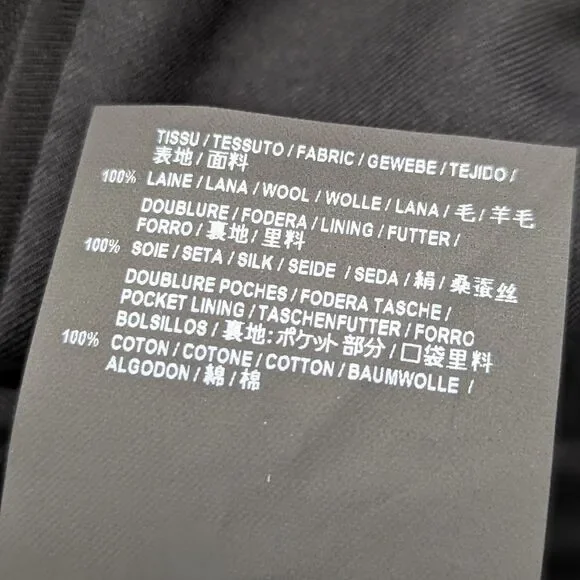 TISSU / TESSUTO / FABRIC / GEWEBE / TEJIDO /
表地 / 面料
100% LAINE / LANA / WOOL / WOLLE / LANA / 毛 / 羊毛
DOUBLURE / FODERA / LINING / FUTTER /
FORRO / 裏地 / 里料
100% SOIE / SETA / SILK / SEIDE / SEDA / 絹 / 桑蚕丝
DOUBLURE POCHES / FODERA TASCHE /
POCKET LINING / TASCHENFUTTER / FORRO
BOLSILLOS / 裏地: ポケット部分 / 口袋里料
100% COTON / COTONE / COTTON / BAUMWOLLE /
ALGODON / 綿 / 棉